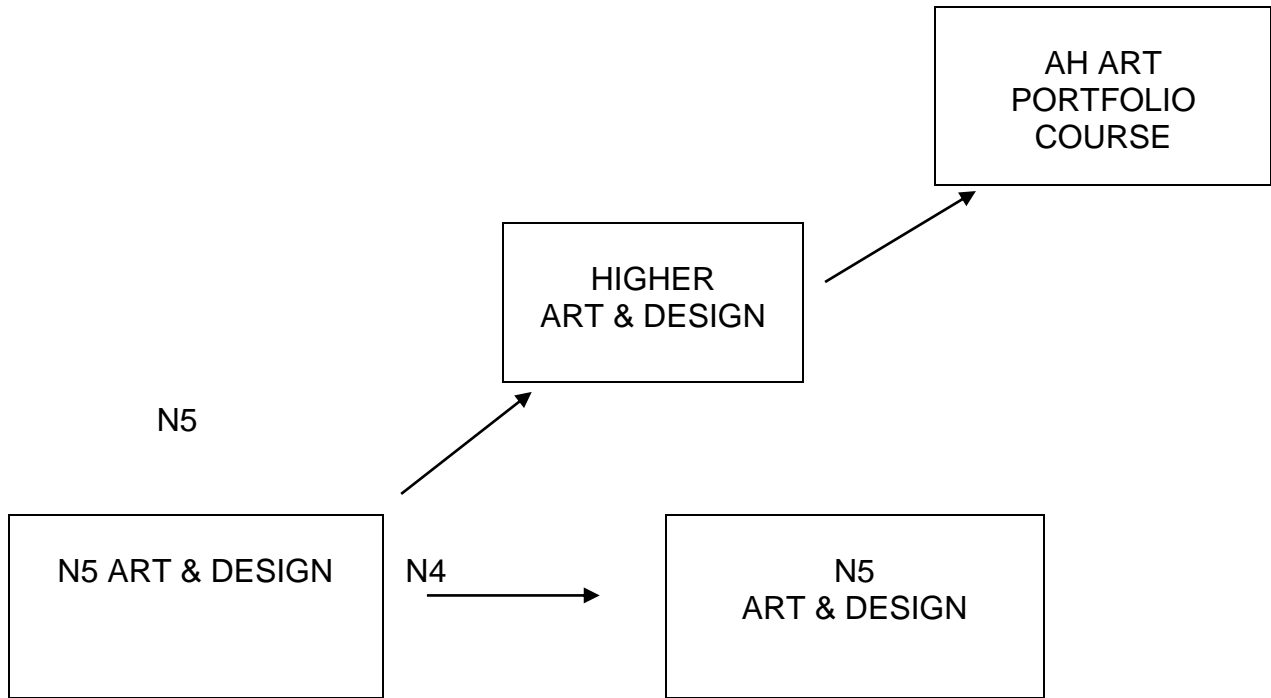 AH ART
PORTFOLIO
COURSE
HIGHER
ART & DESIGN
N5
N5 ART & DESIGN
N4
N5
ART & DESIGN